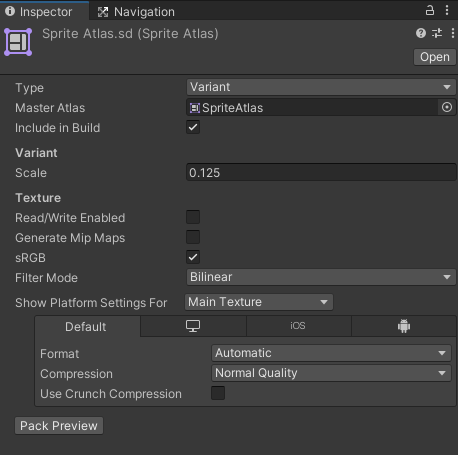 Inspector Navigation
Sprite Atlas.sd (Sprite Atlas)
Open
Type Variant
Master Atlas SpriteAtlas
Include in Build
Variant
Scale 0.125
Texture
Read/Write Enabled
Generate Mip Maps
sRGB
Filter Mode Bilinear
Show Platform Settings For Main Texture
Default iOS
Format Automatic
Compression Normal Quality
Use Crunch Compression
Pack Preview